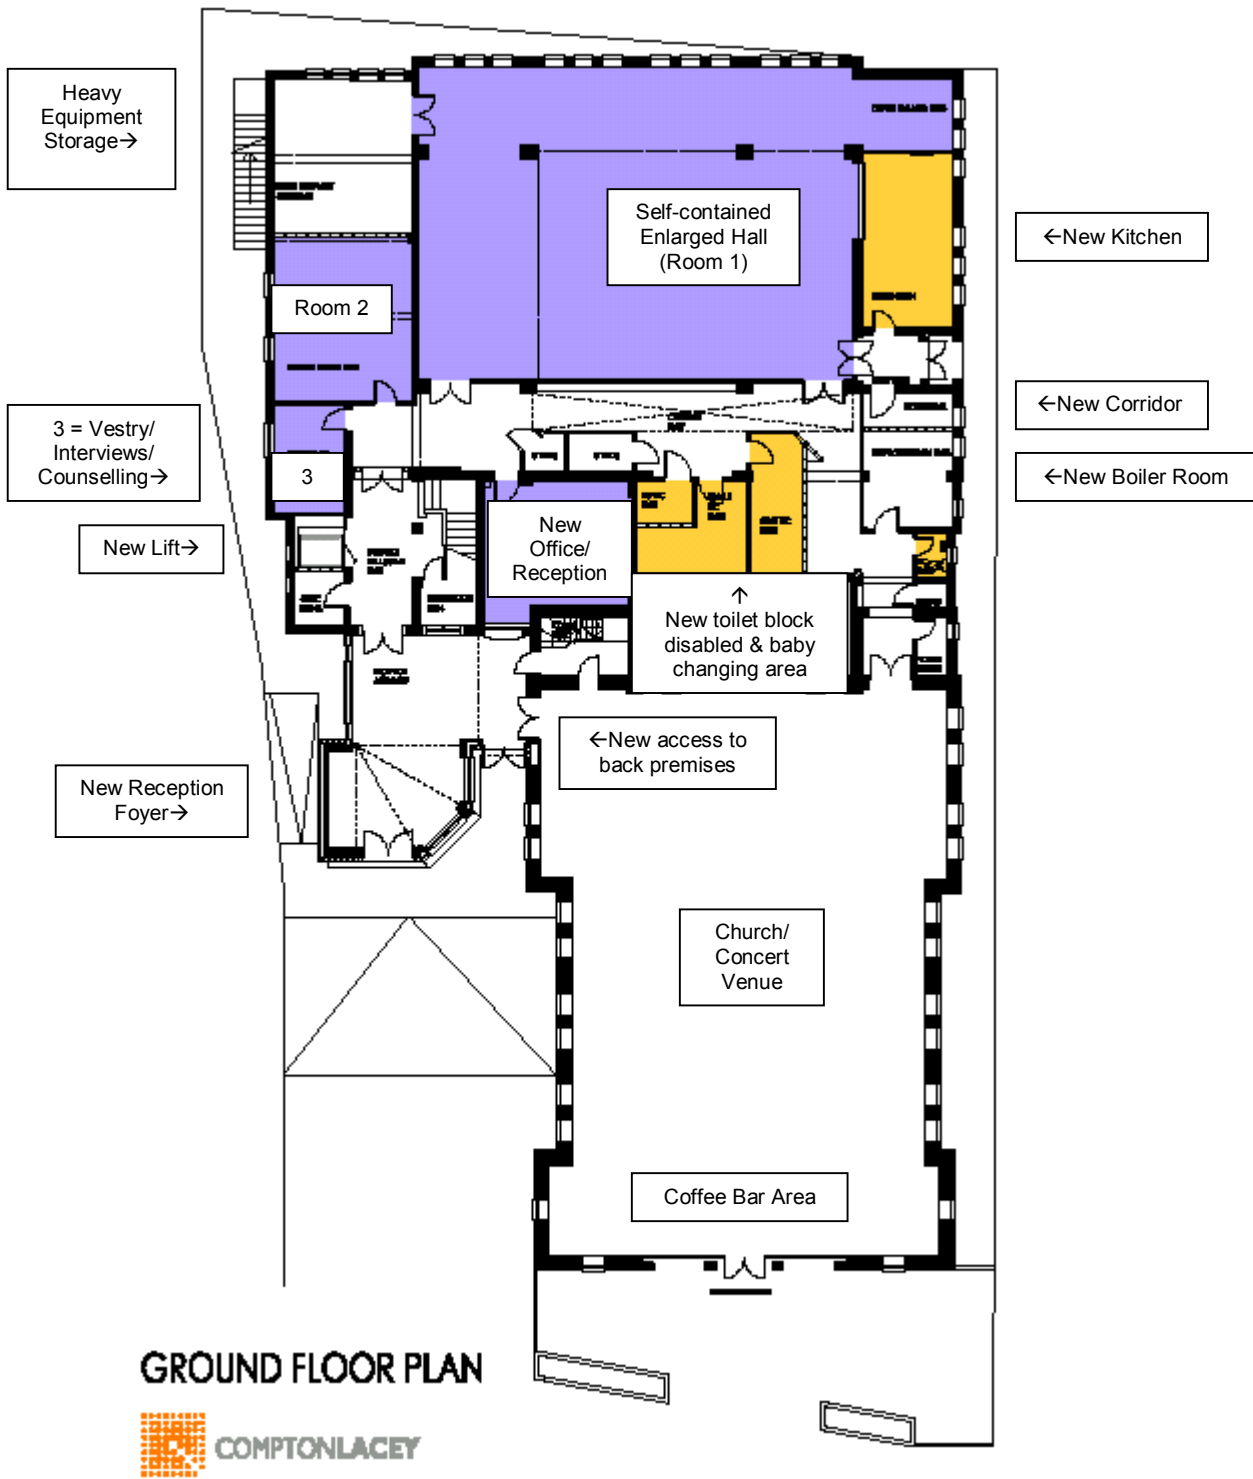 Heavy
Equipment
Storage→
Self-contained
Enlarged Hall
(Room 1)
←New Kitchen
Room 2
←New Corridor
3 = Vestry/
Interviews/
Counselling→
3
←New Boiler Room
New Lift→
New
Office/
Reception
↑
New toilet block
disabled & baby
changing area
←New access to
back premises
New Reception
Foyer→
Church/
Concert
Venue
Coffee Bar Area
GROUND FLOOR PLAN
COMPTONLACEY